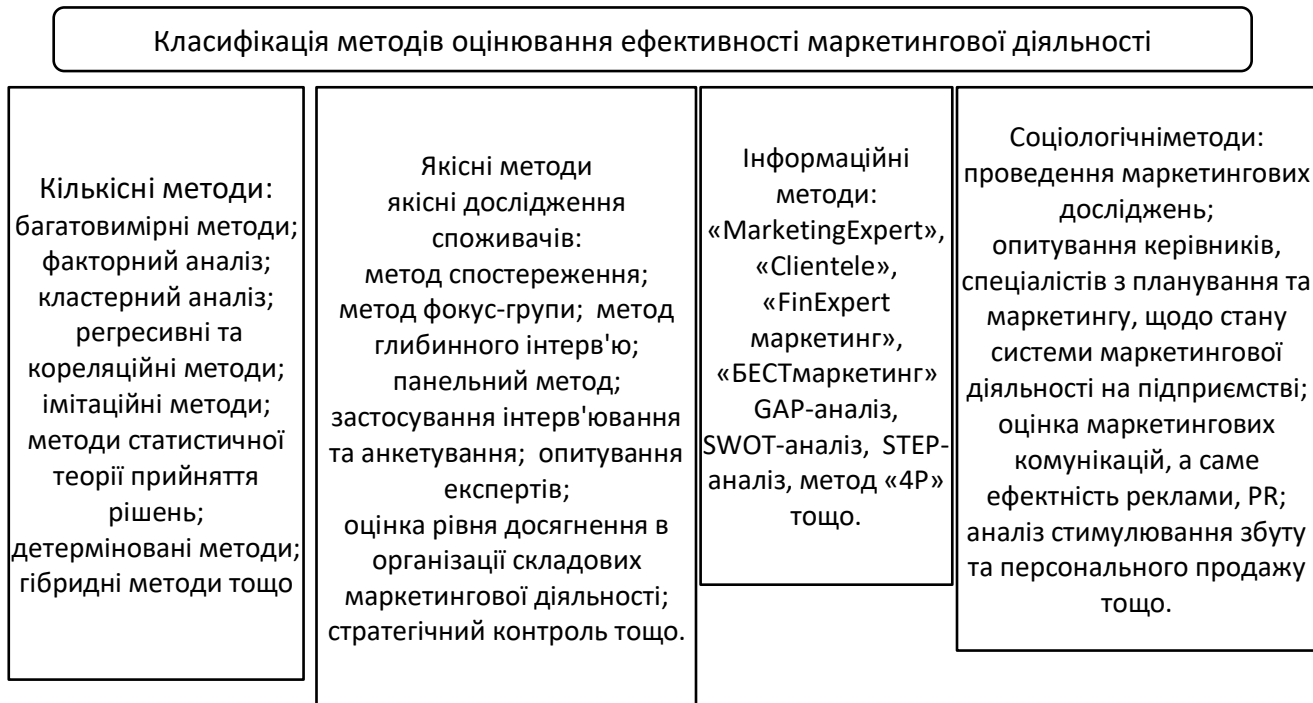 Класифікація методів оцінювання ефективності маркетингової діяльності
Кількісні методи:
багатовимірні методи;
факторний аналіз;
кластерний аналіз;
регресивні та
кореляційні методи;
імітаційні методи;
методи статистичної
теорії прийняття
рішень;
детерміновані методи;
гібридні методи тощо
Якісні методи
якісні дослідження
споживачів:
метод спостереження;
метод фокус-групи; метод
глибинного інтерв'ю;
панельний метод;
застосування інтерв'ювання
та анкетування; опитування
експертів;
оцінка рівня досягнення в
організації складових
маркетингової діяльності;
стратегічний контроль тощо.
Інформаційні
методи:
«MarketingExpert»,
«Clientele»,
«FinExpert
маркетинг»,
«БЕСТмаркетинг»
GAP-аналіз,
SWOT-аналіз, STEP-
аналіз, метод «4Р»
тощо.
Соціологічніметоди:
проведення маркетингових
досліджень;
опитування керівників,
спеціалістів з планування та
маркетингу, щодо стану
системи маркетингової
діяльності на підприємстві;
оцінка маркетингових
комунікацій, а саме
ефектність реклами, PR;
аналіз стимулювання збуту
та персонального продажу
тощо.